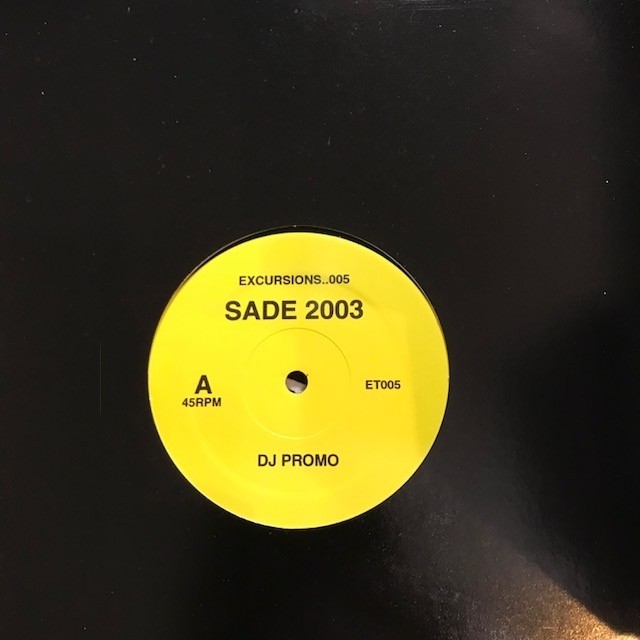 EXCURSIONS..005
SADE 2003
A
45RPM
ET005
DJ PROMO